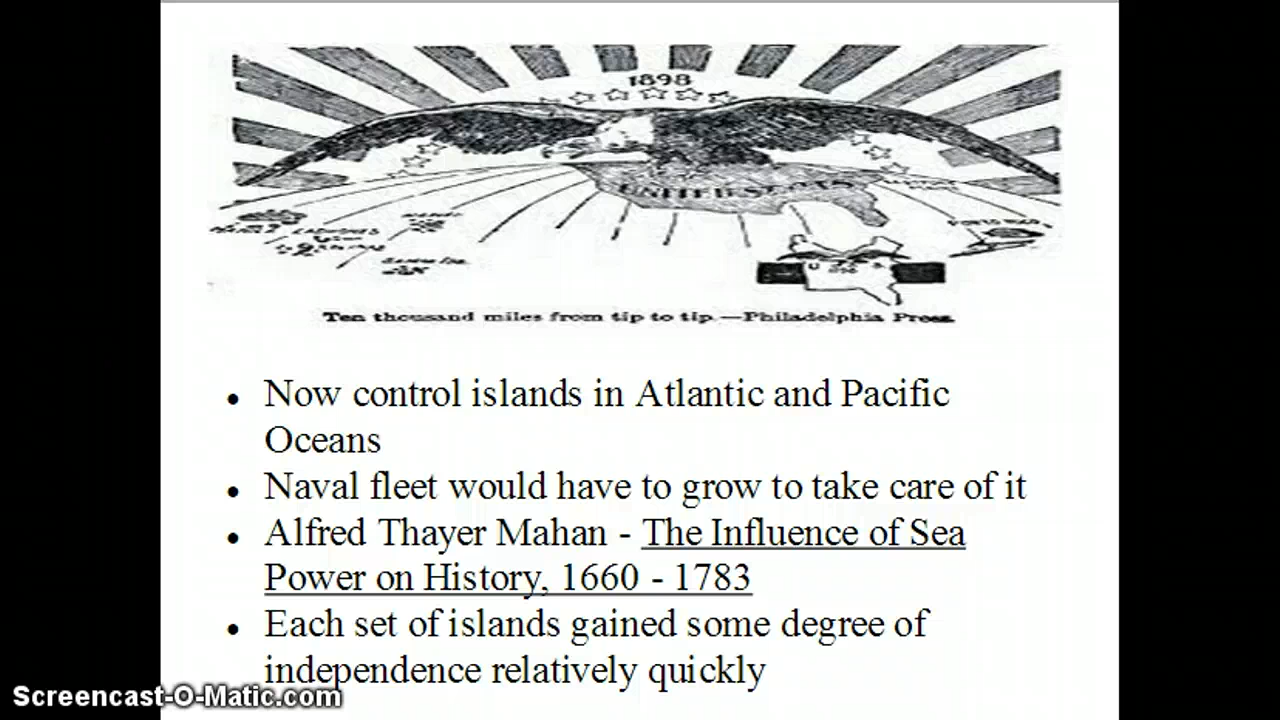 1898
UNITED STATES
PORTO RICO
U S A
Ten thousand miles from tip to tip.—Philadelphia Press.
• Now control islands in Atlantic and Pacific
Oceans
• Naval fleet would have to grow to take care of it
• Alfred Thayer Mahan - The Influence of Sea
Power on History, 1660 - 1783
• Each set of islands gained some degree of
independence relatively quickly
Screencast-O-Matic.com